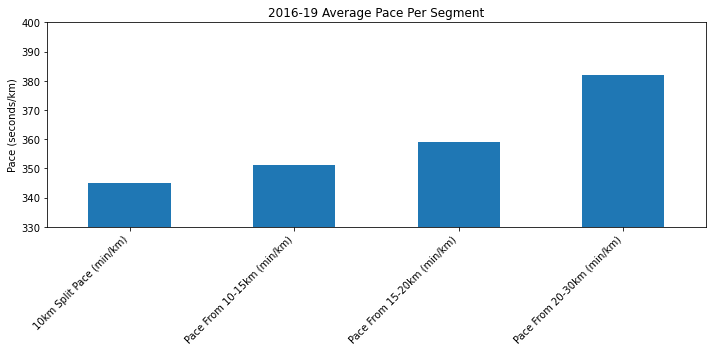 2016-19 Average Pace Per Segment
Pace (seconds/km)
400
390
380
370
360
350
340
330
10km Split Pace (min/km)
Pace From 10-15km (min/km)
Pace From 15-20km (min/km)
Pace From 20-30km (min/km)